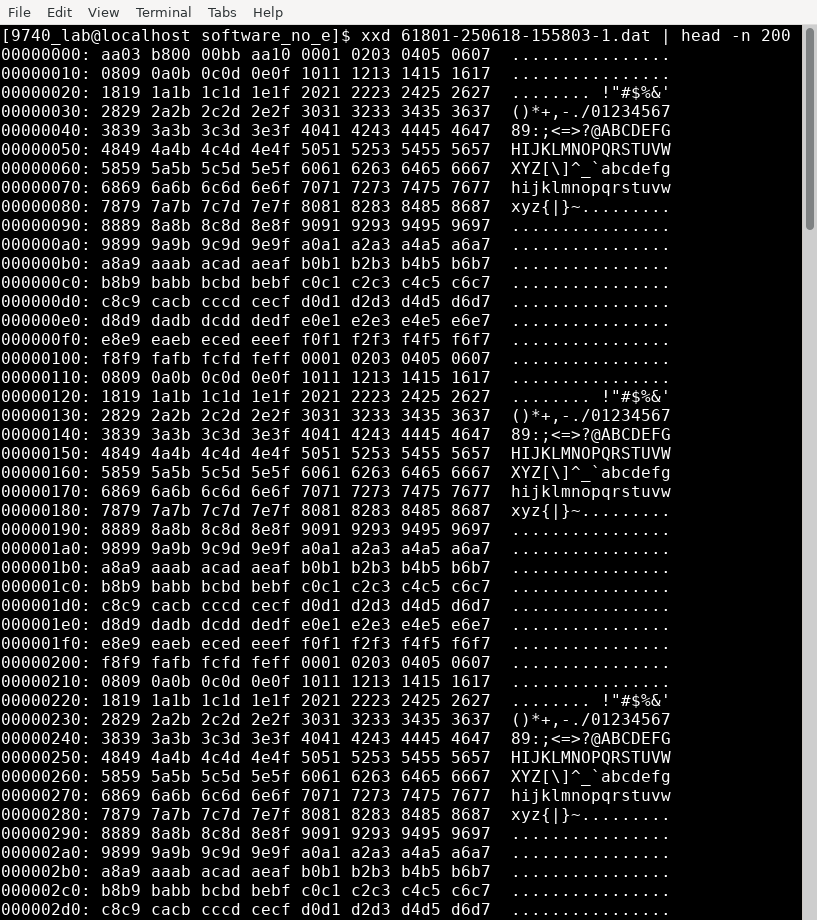 File Edit View Terminal Tabs Help
[9740_lab@localhost software_no_e]$ xxd 61801-250618-155803-1.dat | head -n 200
00000000: aa03 b800 00bb aa10 0001 0203 0405 0607  ................
00000010: 0809 0a0b 0c0d 0e0f 1011 1213 1415 1617  ................
00000020: 1819 1a1b 1c1d 1e1f 2021 2223 2425 2627  ........ !"#$%&'
00000030: 2829 2a2b 2c2d 2e2f 3031 3233 3435 3637  ()*+,-./01234567
00000040: 3839 3a3b 3c3d 3e3f 4041 4243 4445 4647  89:;<=>?@ABCDEFG
00000050: 4849 4a4b 4c4d 4e4f 5051 5253 5455 5657  HIJKLMNOPQRSTUVW
00000060: 5859 5a5b 5c5d 5e5f 6061 6263 6465 6667  XYZ[\]^_`abcdefg
00000070: 6869 6a6b 6c6d 6e6f 7071 7273 7475 7677  hijklmnopqrstuvw
00000080: 7879 7a7b 7c7d 7e7f 8081 8283 8485 8687  xyz{|}~.........
00000090: 8889 8a8b 8c8d 8e8f 9091 9293 9495 9697  ................
000000a0: 9899 9a9b 9c9d 9e9f a0a1 a2a3 a4a5 a6a7  ................
000000b0: a8a9 aaab acad aeaf b0b1 b2b3 b4b5 b6b7  ................
000000c0: b8b9 babb bcbd bebf c0c1 c2c3 c4c5 c6c7  ................
000000d0: c8c9 cacb cccd cecf d0d1 d2d3 d4d5 d6d7  ................
000000e0: d8d9 dadb dcdd dedf e0e1 e2e3 e4e5 e6e7  ................
000000f0: e8e9 eaeb eced eeef f0f1 f2f3 f4f5 f6f7  ................
00000100: f8f9 fafb fcfd feff 0001 0203 0405 0607  ................
00000110: 0809 0a0b 0c0d 0e0f 1011 1213 1415 1617  ................
00000120: 1819 1a1b 1c1d 1e1f 2021 2223 2425 2627  ........ !"#$%&'
00000130: 2829 2a2b 2c2d 2e2f 3031 3233 3435 3637  ()*+,-./01234567
00000140: 3839 3a3b 3c3d 3e3f 4041 4243 4445 4647  89:;<=>?@ABCDEFG
00000150: 4849 4a4b 4c4d 4e4f 5051 5253 5455 5657  HIJKLMNOPQRSTUVW
00000160: 5859 5a5b 5c5d 5e5f 6061 6263 6465 6667  XYZ[\]^_`abcdefg
00000170: 6869 6a6b 6c6d 6e6f 7071 7273 7475 7677  hijklmnopqrstuvw
00000180: 7879 7a7b 7c7d 7e7f 8081 8283 8485 8687  xyz{|}~.........
00000190: 8889 8a8b 8c8d 8e8f 9091 9293 9495 9697  ................
000001a0: 9899 9a9b 9c9d 9e9f a0a1 a2a3 a4a5 a6a7  ................
000001b0: a8a9 aaab acad aeaf b0b1 b2b3 b4b5 b6b7  ................
000001c0: b8b9 babb bcbd bebf c0c1 c2c3 c4c5 c6c7  ................
000001d0: c8c9 cacb cccd cecf d0d1 d2d3 d4d5 d6d7  ................
000001e0: d8d9 dadb dcdd dedf e0e1 e2e3 e4e5 e6e7  ................
000001f0: e8e9 eaeb eced eeef f0f1 f2f3 f4f5 f6f7  ................
00000200: f8f9 fafb fcfd feff 0001 0203 0405 0607  ................
00000210: 0809 0a0b 0c0d 0e0f 1011 1213 1415 1617  ................
00000220: 1819 1a1b 1c1d 1e1f 2021 2223 2425 2627  ........ !"#$%&'
00000230: 2829 2a2b 2c2d 2e2f 3031 3233 3435 3637  ()*+,-./01234567
00000240: 3839 3a3b 3c3d 3e3f 4041 4243 4445 4647  89:;<=>?@ABCDEFG
00000250: 4849 4a4b 4c4d 4e4f 5051 5253 5455 5657  HIJKLMNOPQRSTUVW
00000260: 5859 5a5b 5c5d 5e5f 6061 6263 6465 6667  XYZ[\]^_`abcdefg
00000270: 6869 6a6b 6c6d 6e6f 7071 7273 7475 7677  hijklmnopqrstuvw
00000280: 7879 7a7b 7c7d 7e7f 8081 8283 8485 8687  xyz{|}~.........
00000290: 8889 8a8b 8c8d 8e8f 9091 9293 9495 9697  ................
000002a0: 9899 9a9b 9c9d 9e9f a0a1 a2a3 a4a5 a6a7  ................
000002b0: a8a9 aaab acad aeaf b0b1 b2b3 b4b5 b6b7  ................
000002c0: b8b9 babb bcbd bebf c0c1 c2c3 c4c5 c6c7  ................
000002d0: c8c9 cacb cccd cecf d0d1 d2d3 d4d5 d6d7  ................